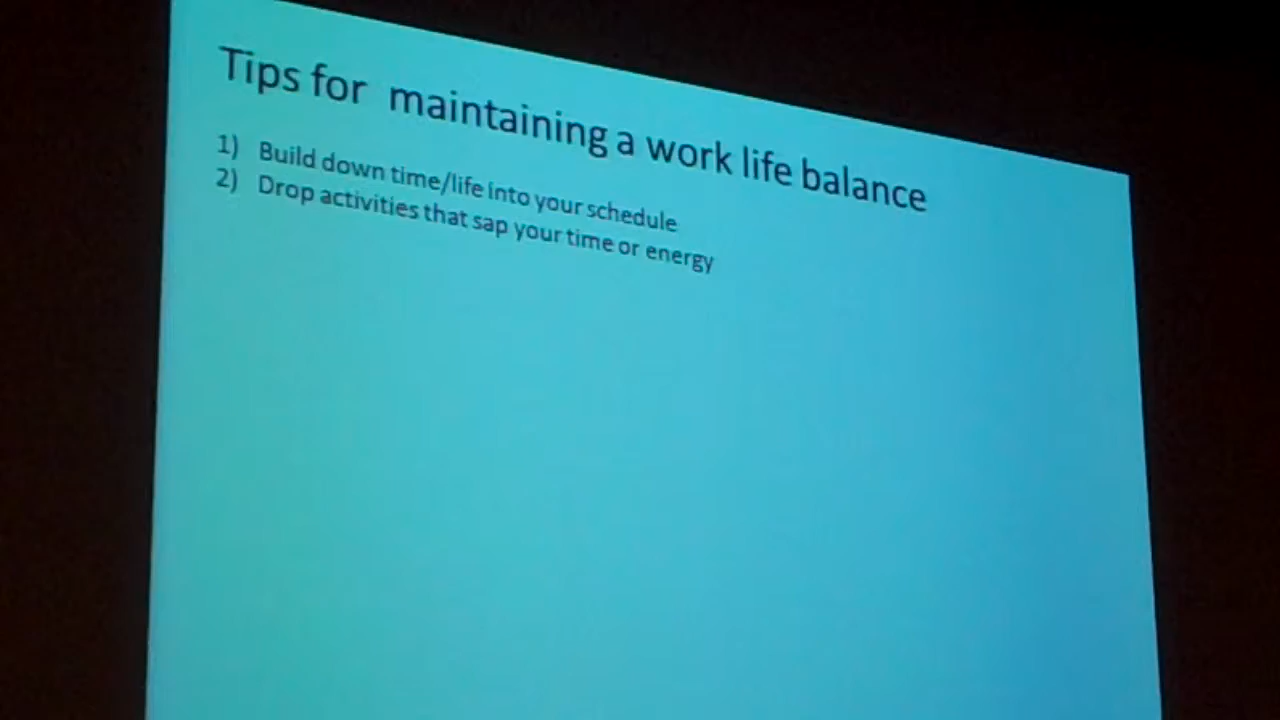 Tips for  maintaining a work life balance
1) Build down time/life into your schedule
2) Drop activities that sap your time or energy